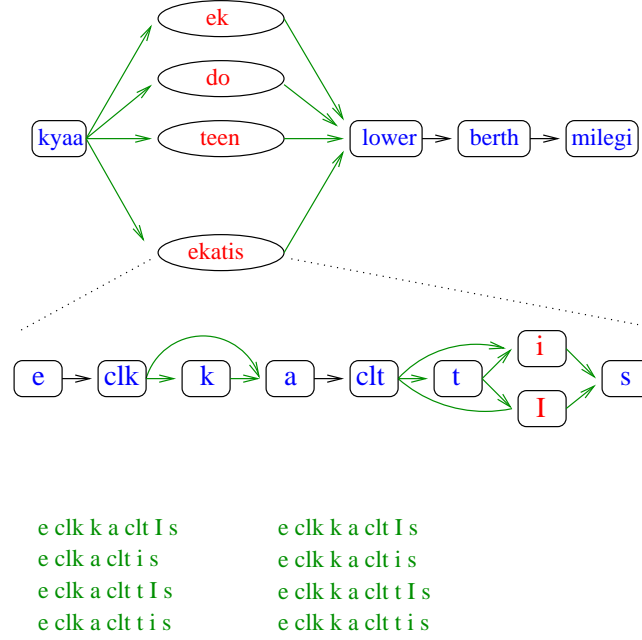 ek
do
kyaa teen lower berth milegi
ekatis
i
e clk k a clt t s
I
e clk k a clt I s e clk k a clt I s
e clk a clt i s e clk k a clt i s
e clk a clt t I s e clk k a clt t I s
e clk a clt t i s e clk k a clt t i s